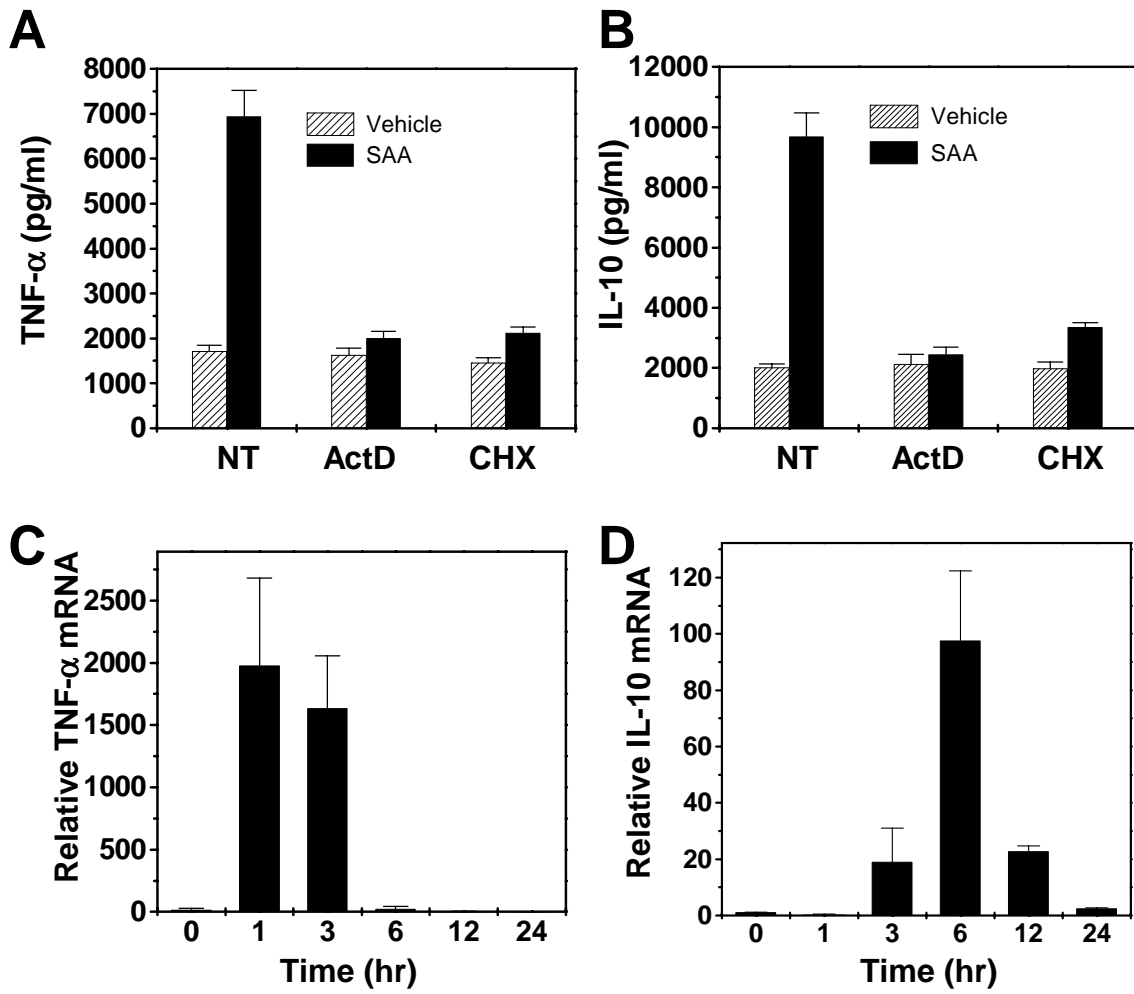 A
TNF-α (pg/ml)
8000
7000
6000
5000
4000
3000
2000
1000
0
Vehicle
SAA
NT ActD CHX
B
IL-10 (pg/ml)
12000
10000
8000
6000
4000
2000
0
Vehicle
SAA
NT ActD CHX
C
Relative TNF-α mRNA
2500
2000
1500
1000
500
0
0 1 3 6 12 24
Time (hr)
D
Relative IL-10 mRNA
120
100
80
60
40
20
0
0 1 3 6 12 24
Time (hr)